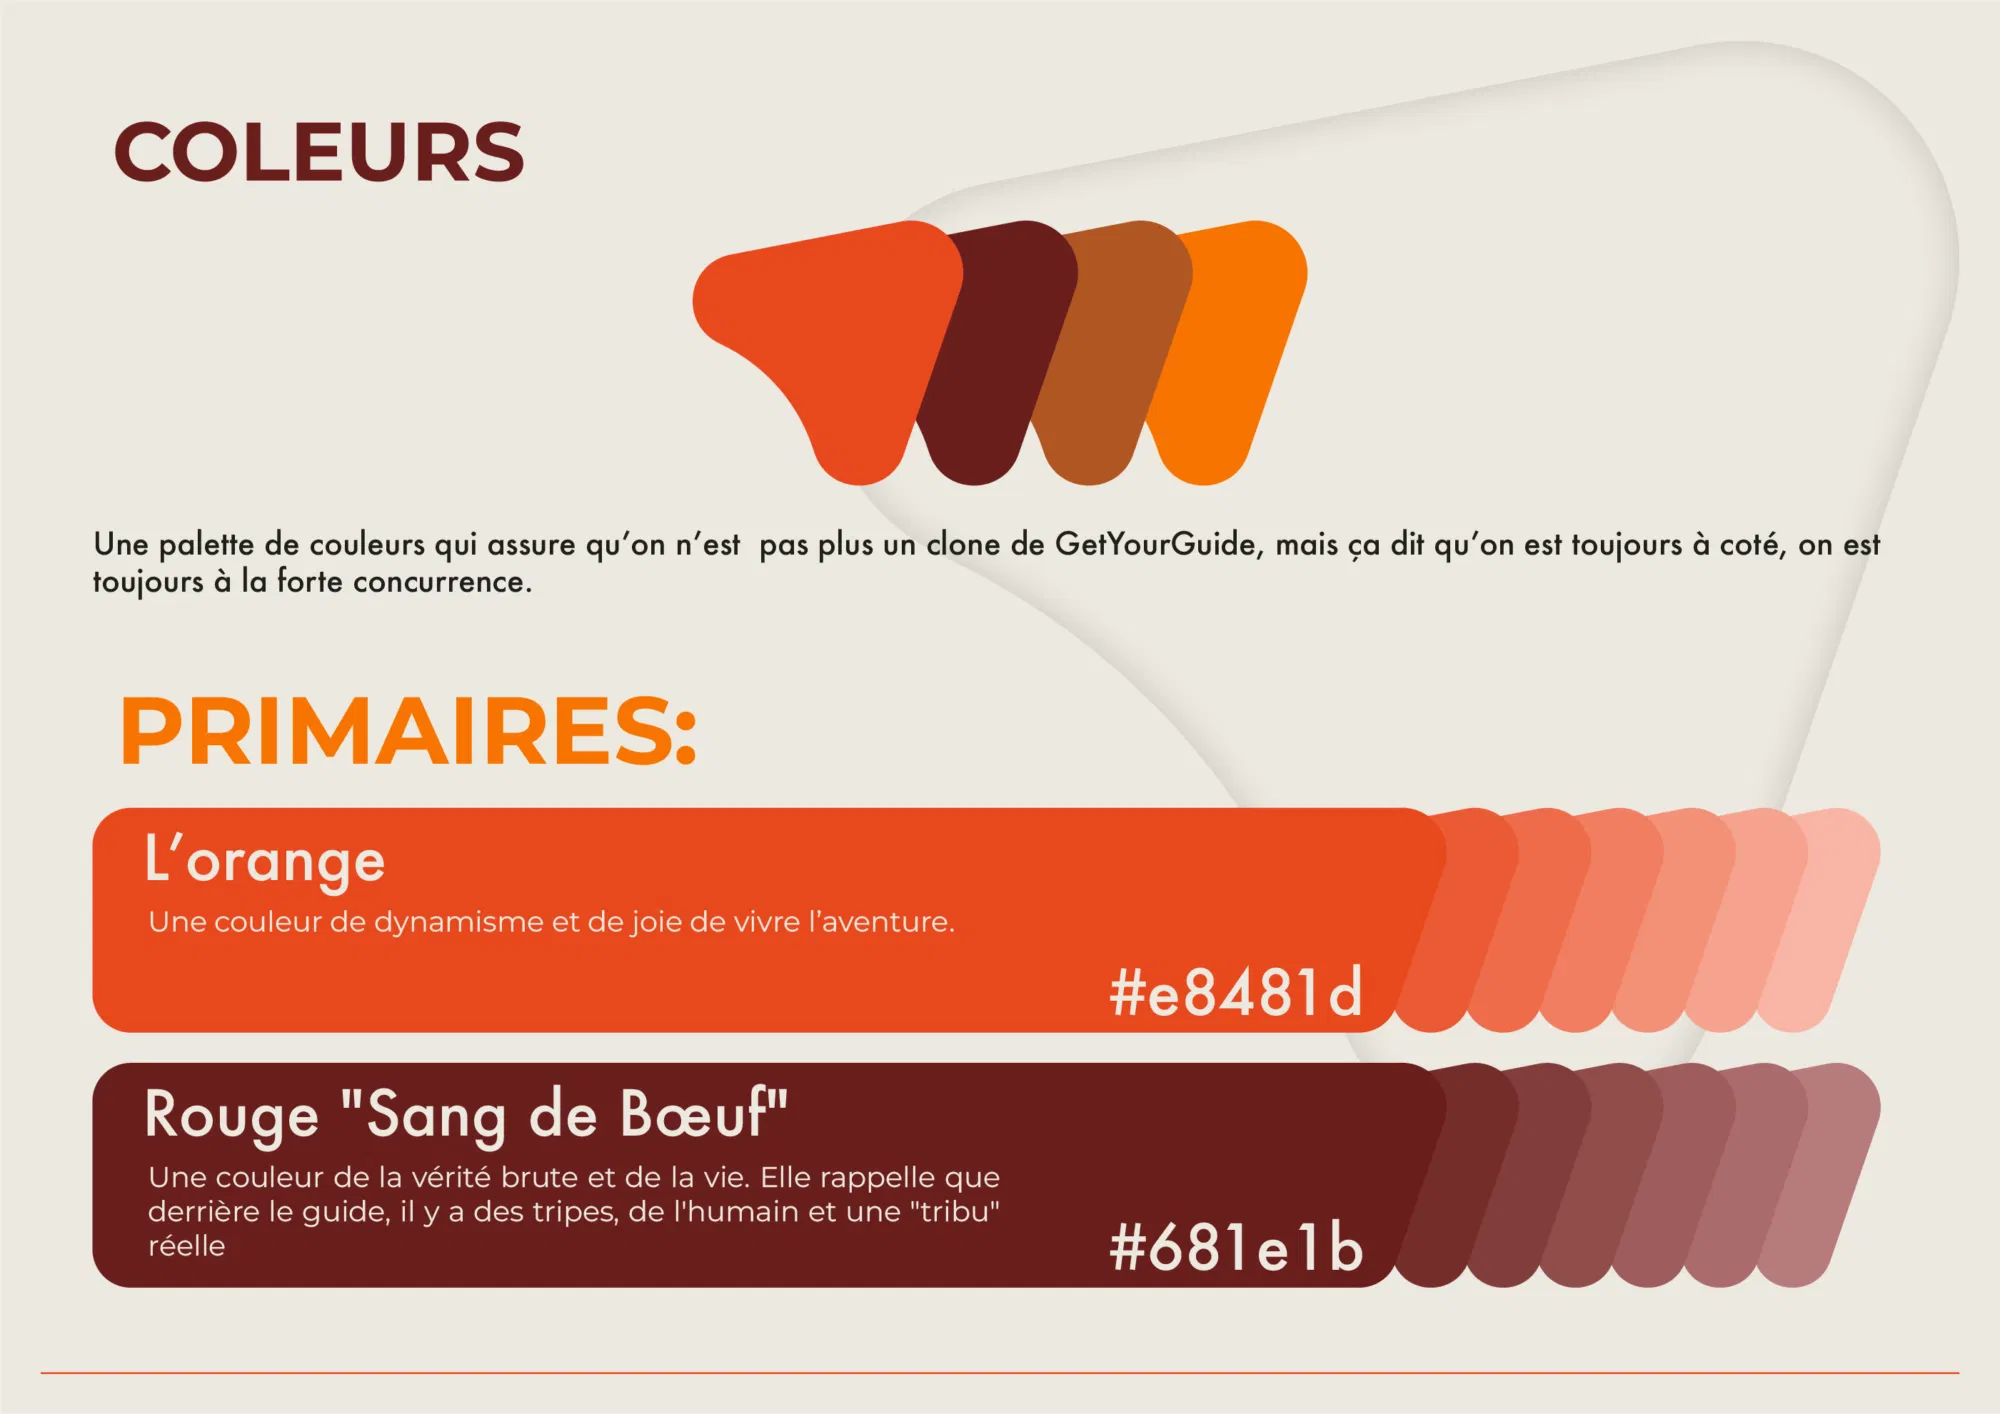 COLEURS
Une palette de couleurs qui assure qu’on n’est  pas plus un clone de GetYourGuide, mais ça dit qu’on est toujours à coté, on est
toujours à la forte concurrence.
PRIMAIRES:
L’orange
Une couleur de dynamisme et de joie de vivre l’aventure.
#e8481d
Rouge "Sang de Bœuf"
Une couleur de la vérité brute et de la vie. Elle rappelle que
derrière le guide, il y a des tripes, de l'humain et une "tribu"
réelle
#681e1b